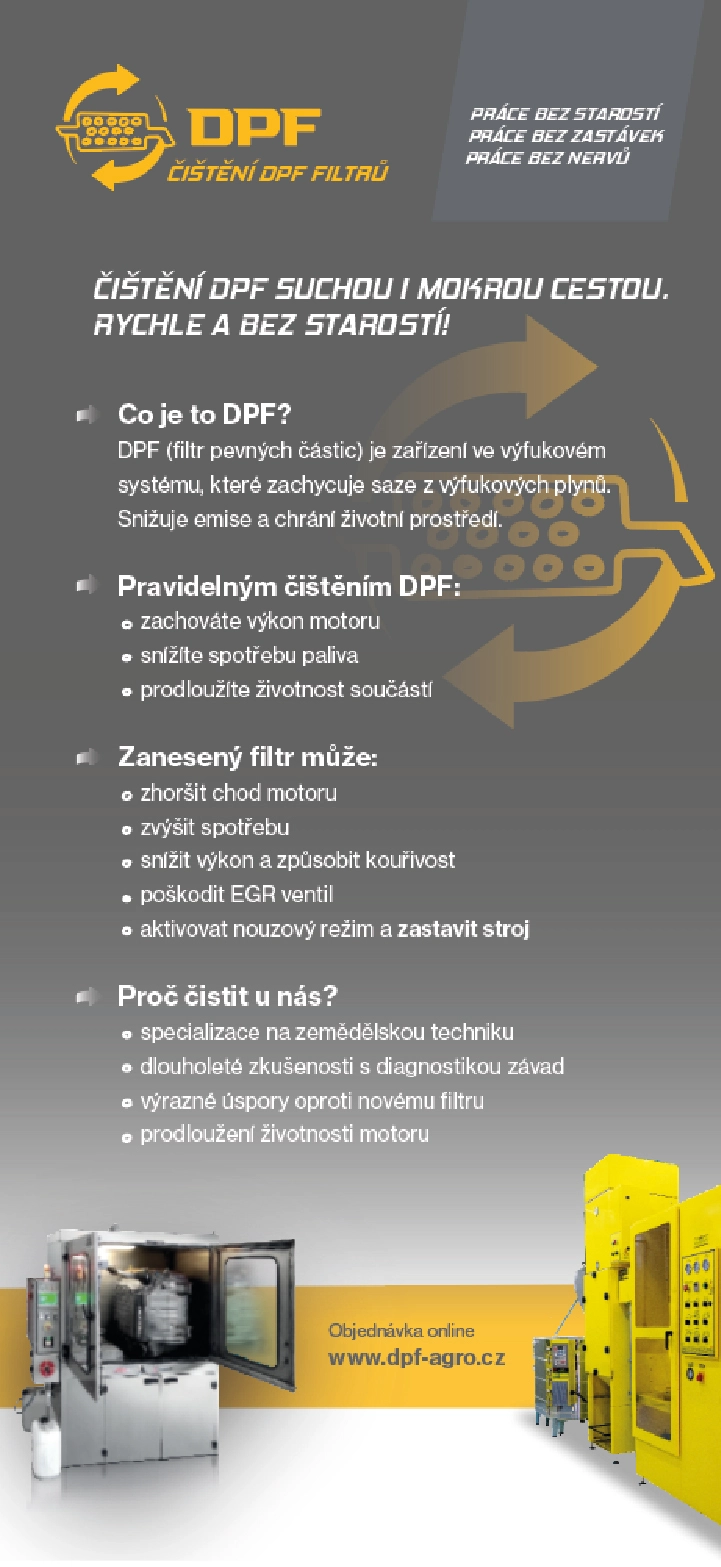 DPF
ČIŠTĚNÍ DPF FILTRŮ
PRÁCE BEZ STAROSTÍ
PRÁCE BEZ ZASTÁVEK
PRÁCE BEZ NERVŮ
ČIŠTĚNÍ DPF SUCHOU I MOKROU CESTOU.
RYCHLE A BEZ STAROSTÍ!
Co je to DPF?
DPF (filtr pevných částic) je zařízení ve výfukovém
systému, které zachycuje saze z výfukových plynů.
Snižuje emise a chrání životní prostředí.
Pravidelným čištěním DPF:
zachováte výkon motoru
snížíte spotřebu paliva
prodloužíte životnost součástí
Zanesený filtr může:
zhoršit chod motoru
zvýšit spotřebu
snížit výkon a způsobit kouřivost
poškodit EGR ventil
aktivovat nouzový režim a zastavit stroj
Proč čistit u nás?
specializace na zemědělskou techniku
dlouholeté zkušenosti s diagnostikou závad
výrazné úspory oproti novému filtru
prodloužení životnosti motoru
Objednávka online
www.dpf-agro.cz